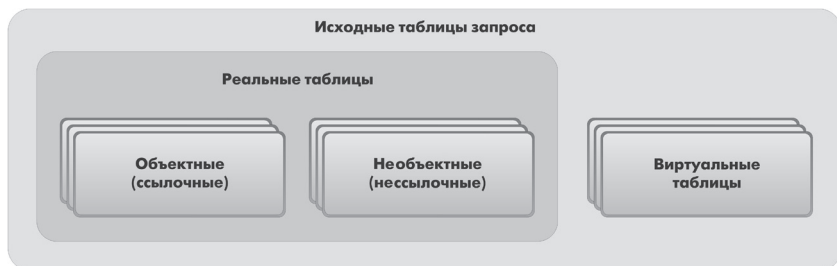 Исходные таблицы запроса
Реальные таблицы
Объектные
(ссылочные)
Необъектные
(нессылочные)
Виртуальные
таблицы